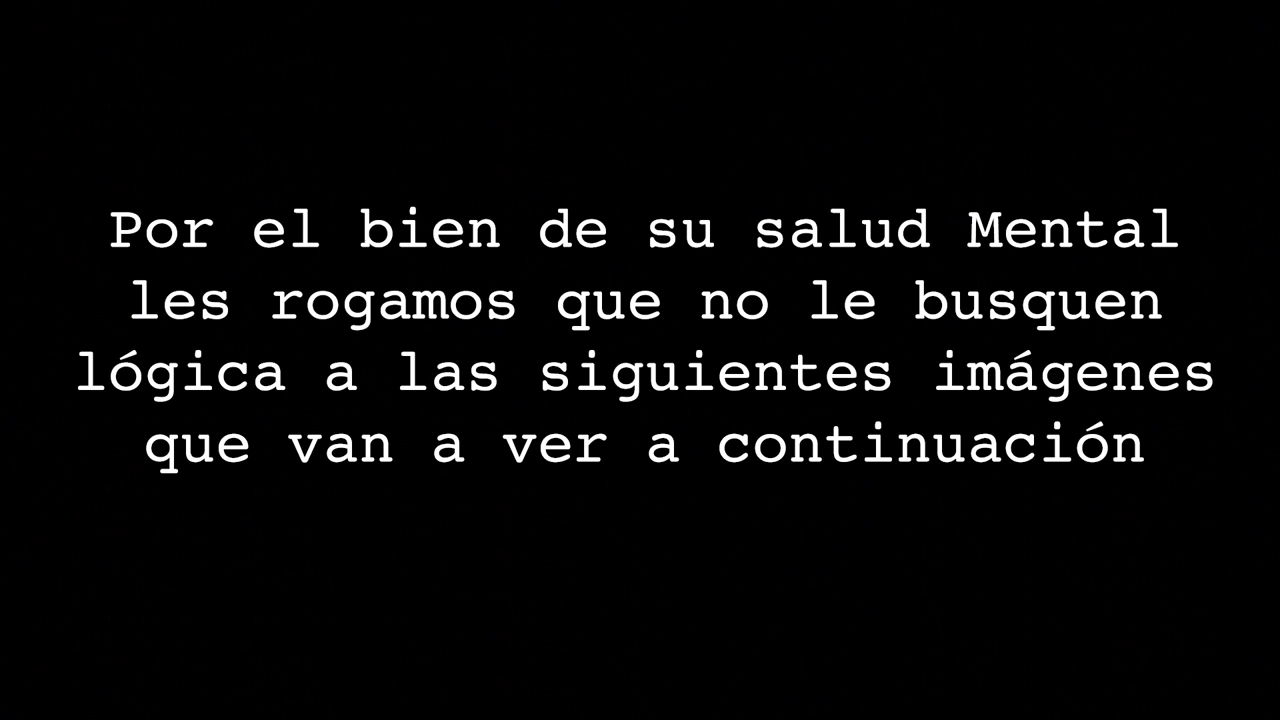 Por el bien de su salud Mental
les rogamos que no le busquen
lógica a las siguientes imágenes
que van a ver a continuación